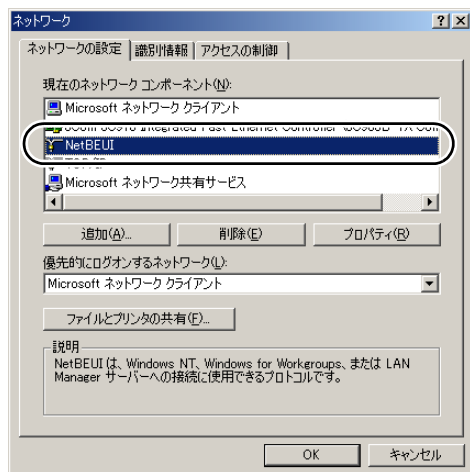 ネットワーク
ネットワークの設定 識別情報 アクセスの制御
現在のネットワーク コンポーネント(N):
Microsoft ネットワーク クライアント
NetBEUI
Microsoft ネットワーク共有サービス
追加(A)... 削除(E) プロパティ(R)
優先的にログオンするネットワーク(L):
Microsoft ネットワーク クライアント
ファイルとプリンタの共有(F)...
説明
NetBEUI は、Windows NT、Windows for Workgroups、または LAN
Manager サーバーへの接続に使用できるプロトコルです。
OK キャンセル